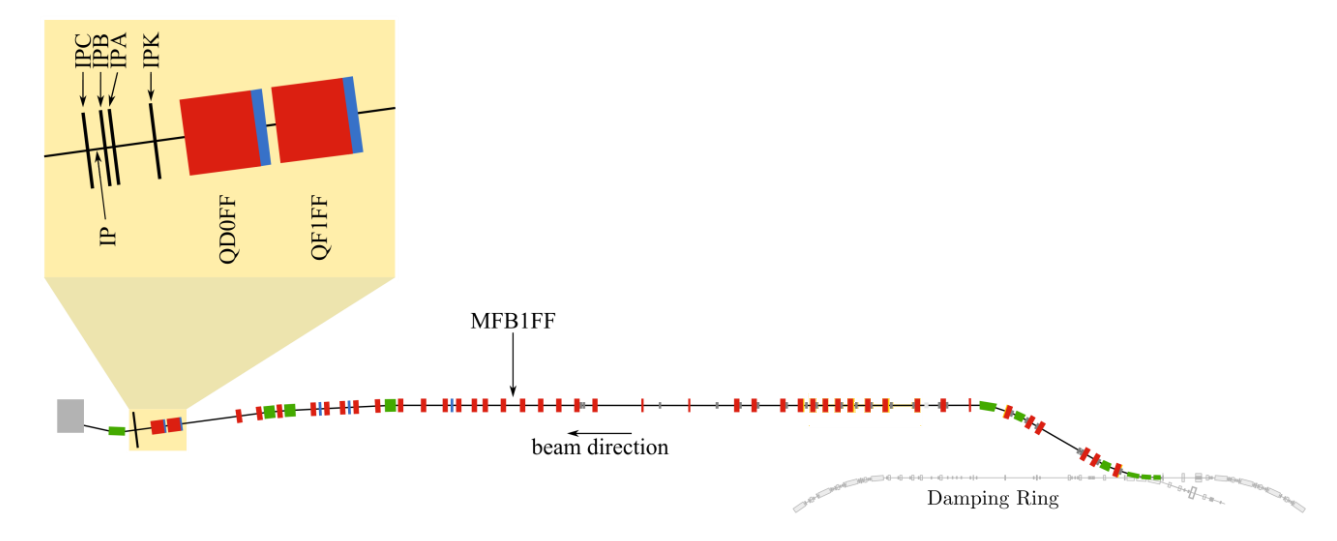 IPC
IPB
IPA
IPK
IP
QD0FF
QF1FF
MFB1FF
beam direction
Damping Ring